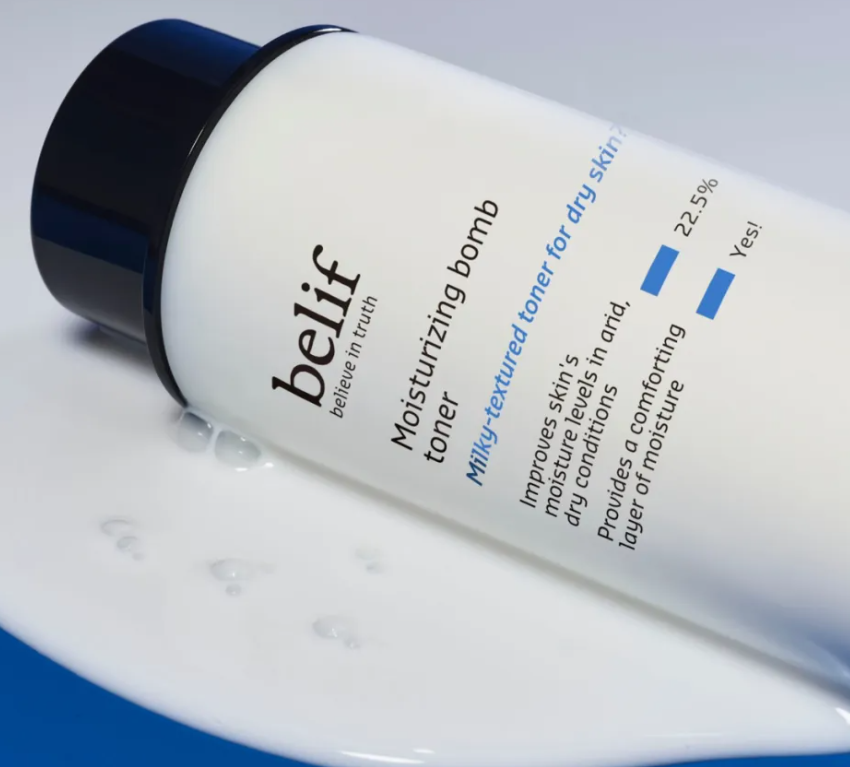 belif
believe in truth
Moisturizing bomb
toner
Milky-textured toner for dry skin?
Improves skin's
moisture levels in arid,
dry conditions
22.5%
Provides a comforting
layer of moisture
Yes!